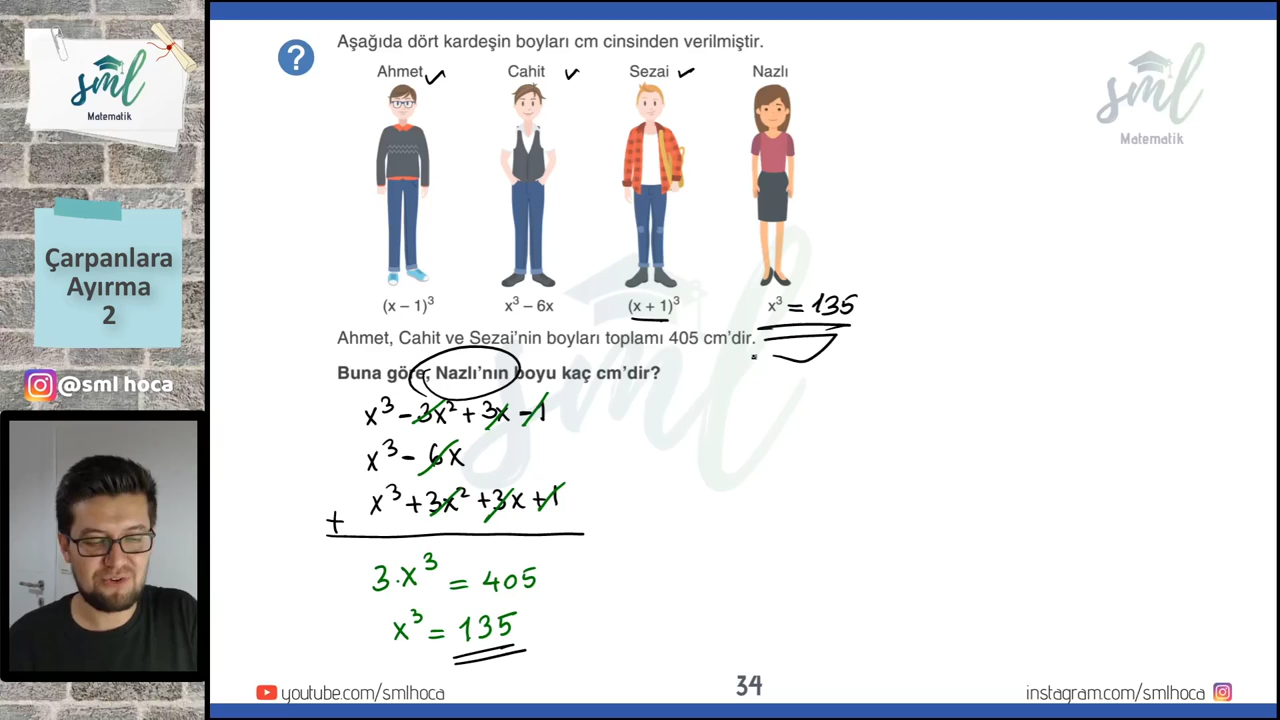 sml
Matematik
Çarpanlara
Ayırma
2
@sml hoca
?
Aşağıda dört kardeşin boyları cm cinsinden verilmiştir.
Ahmet ✓ Cahit ✓ Sezai ✓ Nazlı
(x – 1)³ x³ – 6x (x + 1)³ x³ = 135
Ahmet, Cahit ve Sezai'nin boyları toplamı 405 cm'dir.
Buna göre, Nazlı'nın boyu kaç cm'dir?
x³ - 3x² + 3x - 1
x³ - 6x
x³ + 3x² + 3x + 1
+
3·x³ = 405
x³ = 135
sml
Matematik
sml
youtube.com/smlhoca
34
instagram.com/smlhoca